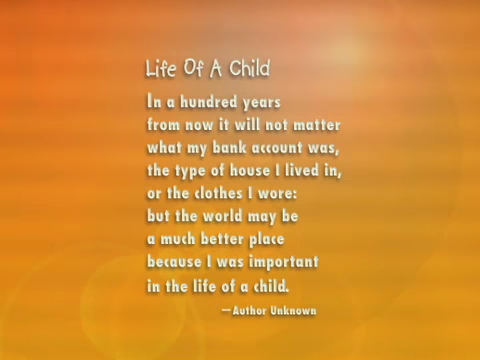 Life Of A Child
In a hundred years
from now it will not matter
what my bank account was,
the type of house I lived in,
or the clothes I wore:
but the world may be
a much better place
because I was important
in the life of a child.
—Author Unknown